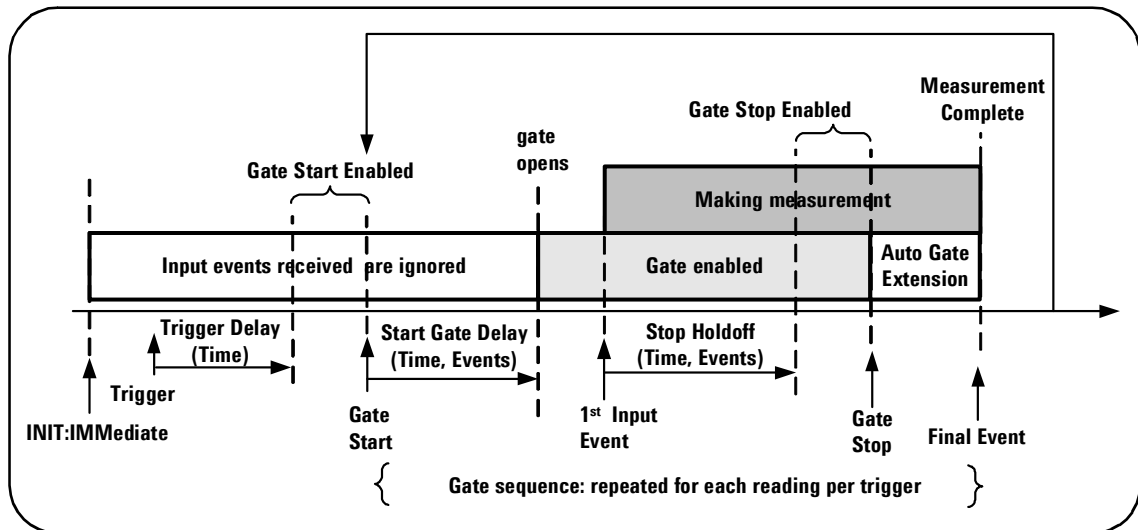 Measurement
Complete
Gate Stop Enabled
gate
opens
Gate Start Enabled
Making measurement
Input events received are ignored
Gate enabled
Auto Gate
Extension
Trigger Delay
(Time)
Start Gate Delay
(Time, Events)
Stop Holdoff
(Time, Events)
Trigger
INIT:IMMediate
Gate
Start
1st Input
Event
Gate
Stop
Final Event
Gate sequence: repeated for each reading per trigger